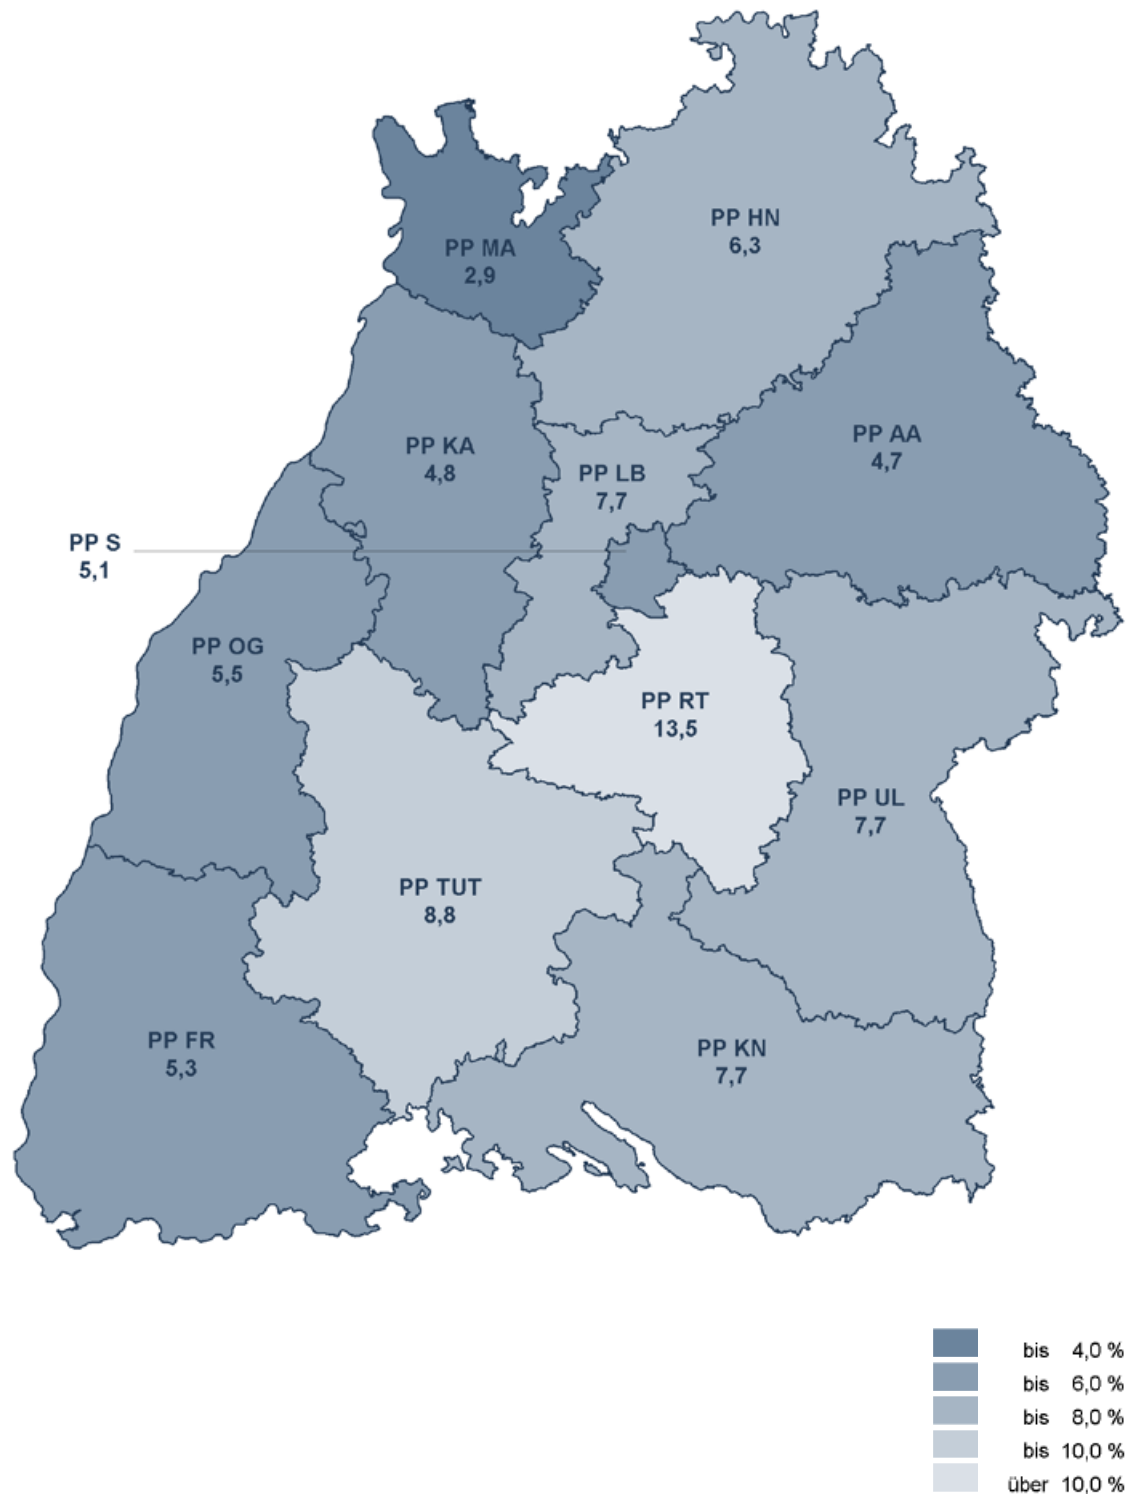 PP HN
6,3
PP MA
2,9
PP KA
4,8
PP AA
4,7
PP LB
7,7
PP S
5,1
PP OG
5,5
PP RT
13,5
PP UL
7,7
PP TUT
8,8
PP FR
5,3
PP KN
7,7
bis 4,0 %
bis 6,0 %
bis 8,0 %
bis 10,0 %
über 10,0 %